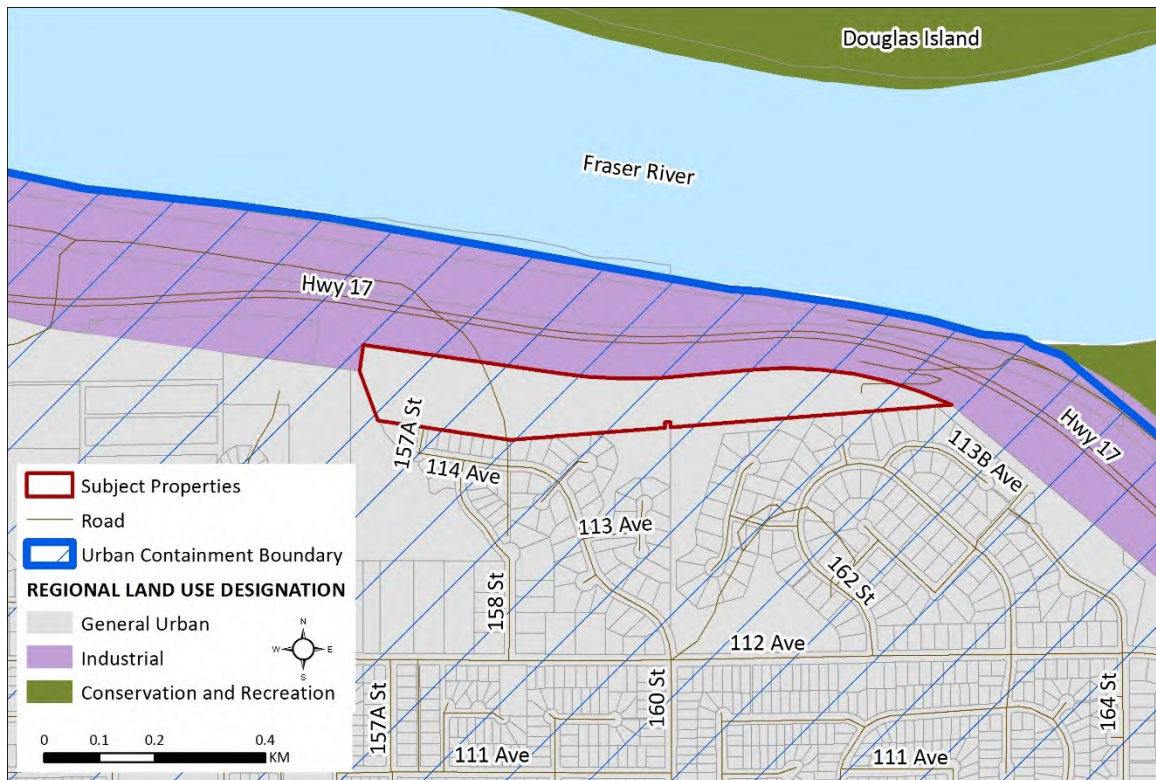 Douglas Island
Fraser River
Hwy 17
Hwy 17
157A St
114 Ave
113B Ave
113 Ave
158 St
162 St
112 Ave
157A St
160 St
164 St
111 Ave
111 Ave
Subject Properties
Road
Urban Containment Boundary
REGIONAL LAND USE DESIGNATION
General Urban
Industrial
Conservation and Recreation
N
W E
S
0 0.1 0.2 0.4
KM